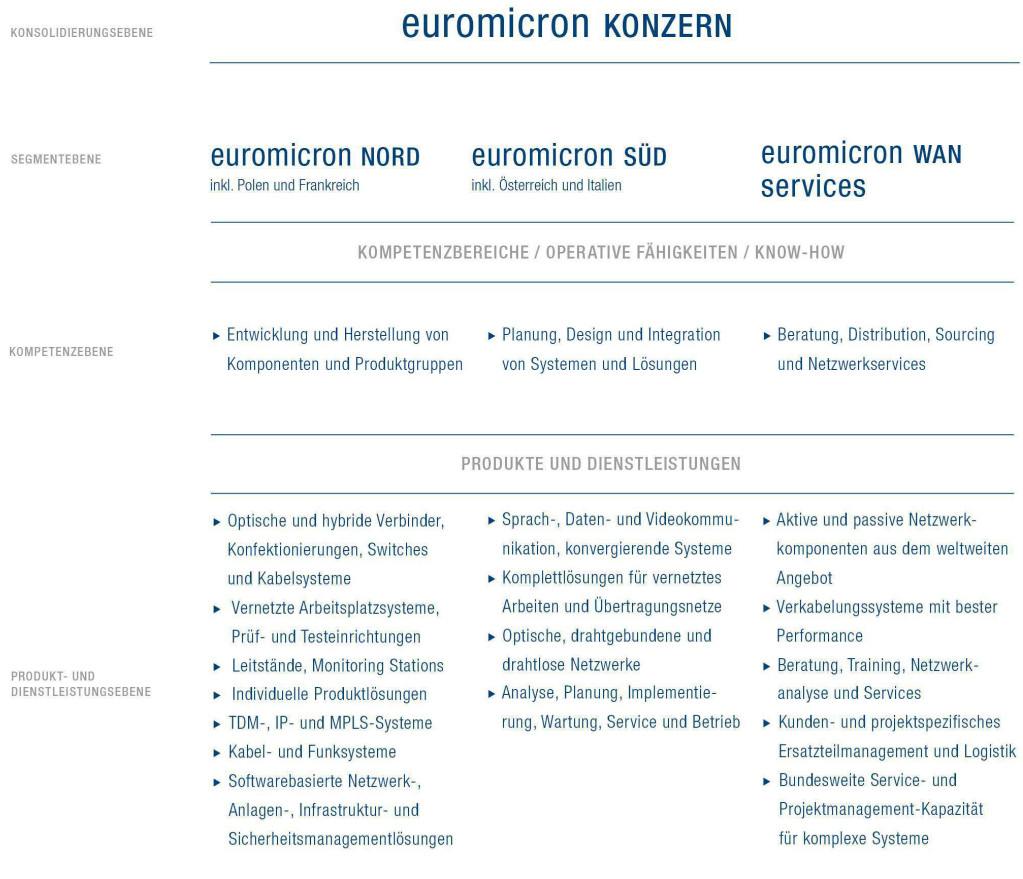 KONSOLIDIERUNGSEBENE
euromicron KONZERN
SEGMENTEBENE
euromicron NORD
inkl. Polen und Frankreich
euromicron SÜD
inkl. Österreich und Italien
euromicron WAN
services
KOMPETENZBEREICHE / OPERATIVE FÄHIGKEITEN / KNOW-HOW
KOMPETENZEBENE
▸ Entwicklung und Herstellung von
Komponenten und Produktgruppen
▸ Planung, Design und Integration
von Systemen und Lösungen
▸ Beratung, Distribution, Sourcing
und Netzwerkservices
PRODUKTE UND DIENSTLEISTUNGEN
PRODUKT- UND
DIENSTLEISTUNGSEBENE
▸ Optische und hybride Verbinder,
Konfektionierungen, Switches
und Kabelsysteme
▸ Vernetzte Arbeitsplatzsysteme,
Prüf- und Testeinrichtungen
▸ Leitstände, Monitoring Stations
▸ Individuelle Produktlösungen
▸ TDM-, IP- und MPLS-Systeme
▸ Kabel- und Funksysteme
▸ Softwarebasierte Netzwerk-,
Anlagen-, Infrastruktur- und
Sicherheitsmanagementlösungen
▸ Sprach-, Daten- und Videokommu-
nikation, konvergierende Systeme
▸ Komplettlösungen für vernetztes
Arbeiten und Übertragungsnetze
▸ Optische, drahtgebundene und
drahtlose Netzwerke
▸ Analyse, Planung, Implementie-
rung, Wartung, Service und Betrieb
▸ Aktive und passive Netzwerk-
komponenten aus dem weltweiten
Angebot
▸ Verkabelungssysteme mit bester
Performance
▸ Beratung, Training, Netzwerk-
analyse und Services
▸ Kunden- und projektspezifisches
Ersatzteilmanagement und Logistik
▸ Bundesweite Service- und
Projektmanagement-Kapazität
für komplexe Systeme